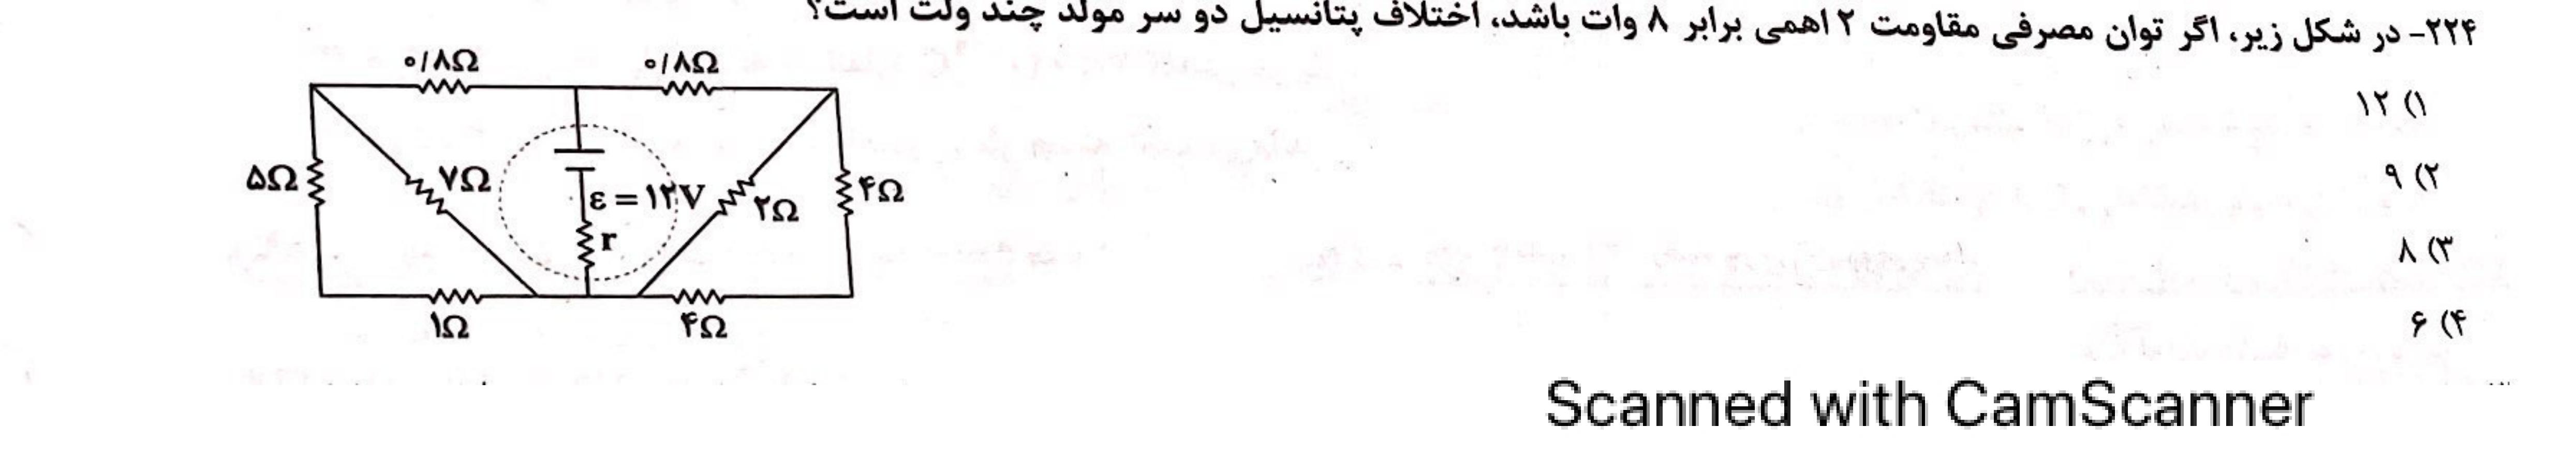 ۲۲۴- در شکل زیر، اگر توان مصرفی مقاومت ۲ اهمی برابر ۸ وات باشد، اختلاف پتانسیل دو سر مولد چند ولت است؟
۱) ۱۲
۲) ۹
۳) ۸
۴) ۶
۰/۸Ω ۰/۸Ω
۵Ω ۷Ω ε = ۱۲V ۲Ω ۴Ω
r
۱Ω ۴Ω
Scanned with CamScanner